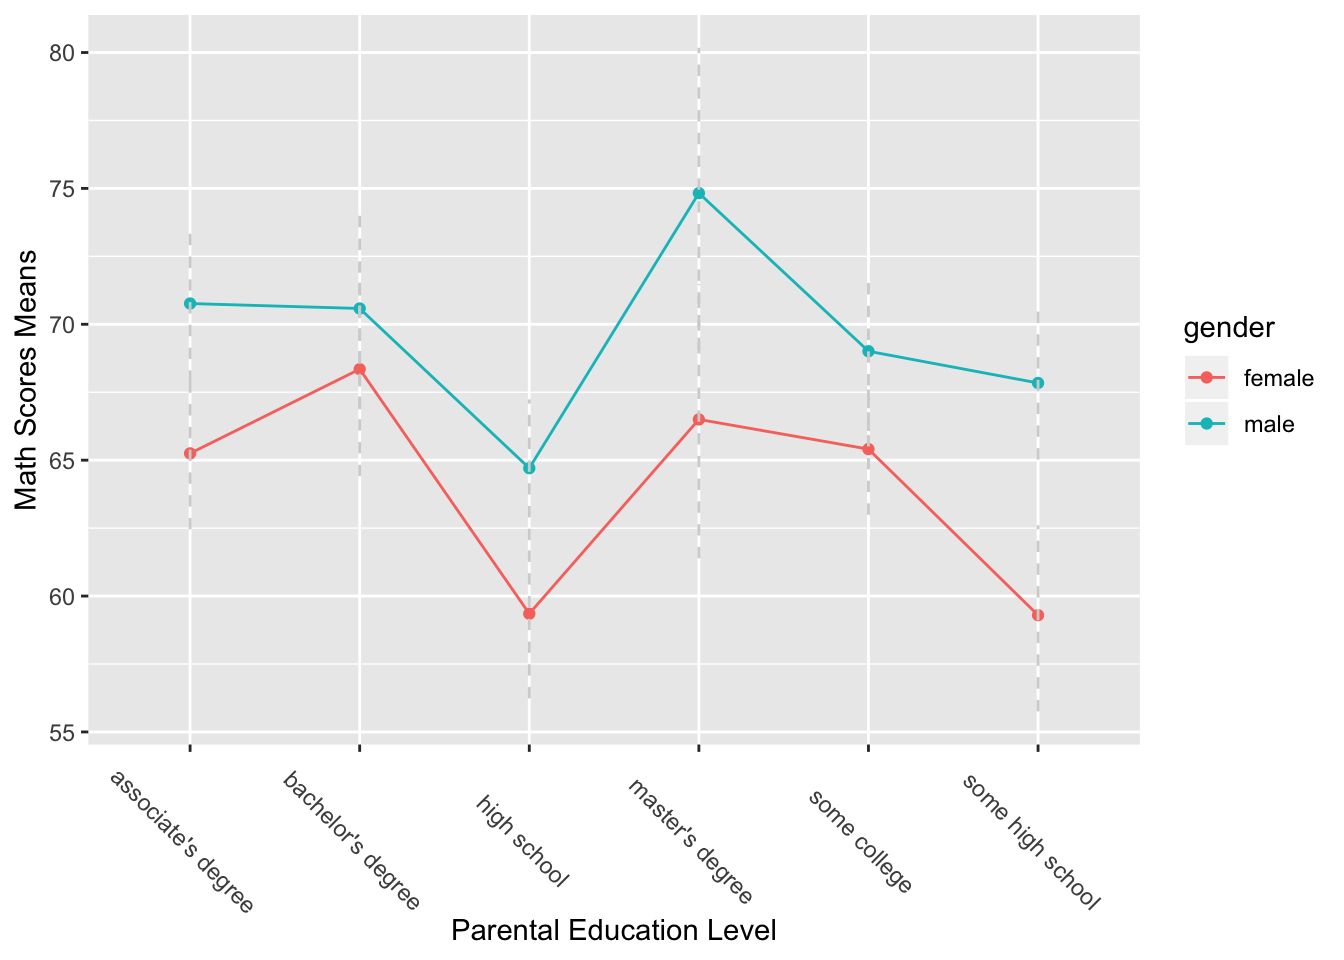 Math Scores Means
80
75
70
65
60
55
associate's degree
bachelor's degree
high school
master's degree
some college
some high school
Parental Education Level
gender
female
male